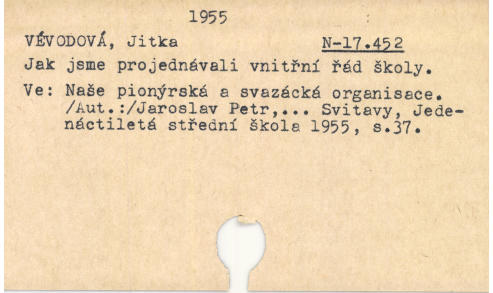 1955
VÉVODOVÁ, Jitka N-17.452
Jak jsme projednávali vnitřní řád školy.
Ve: Naše pionýrská a svazácká organisace.
/Aut.:/Jaroslav Petr,... Svitavy, Jede-
náctiletá střední škola 1955, s.37.